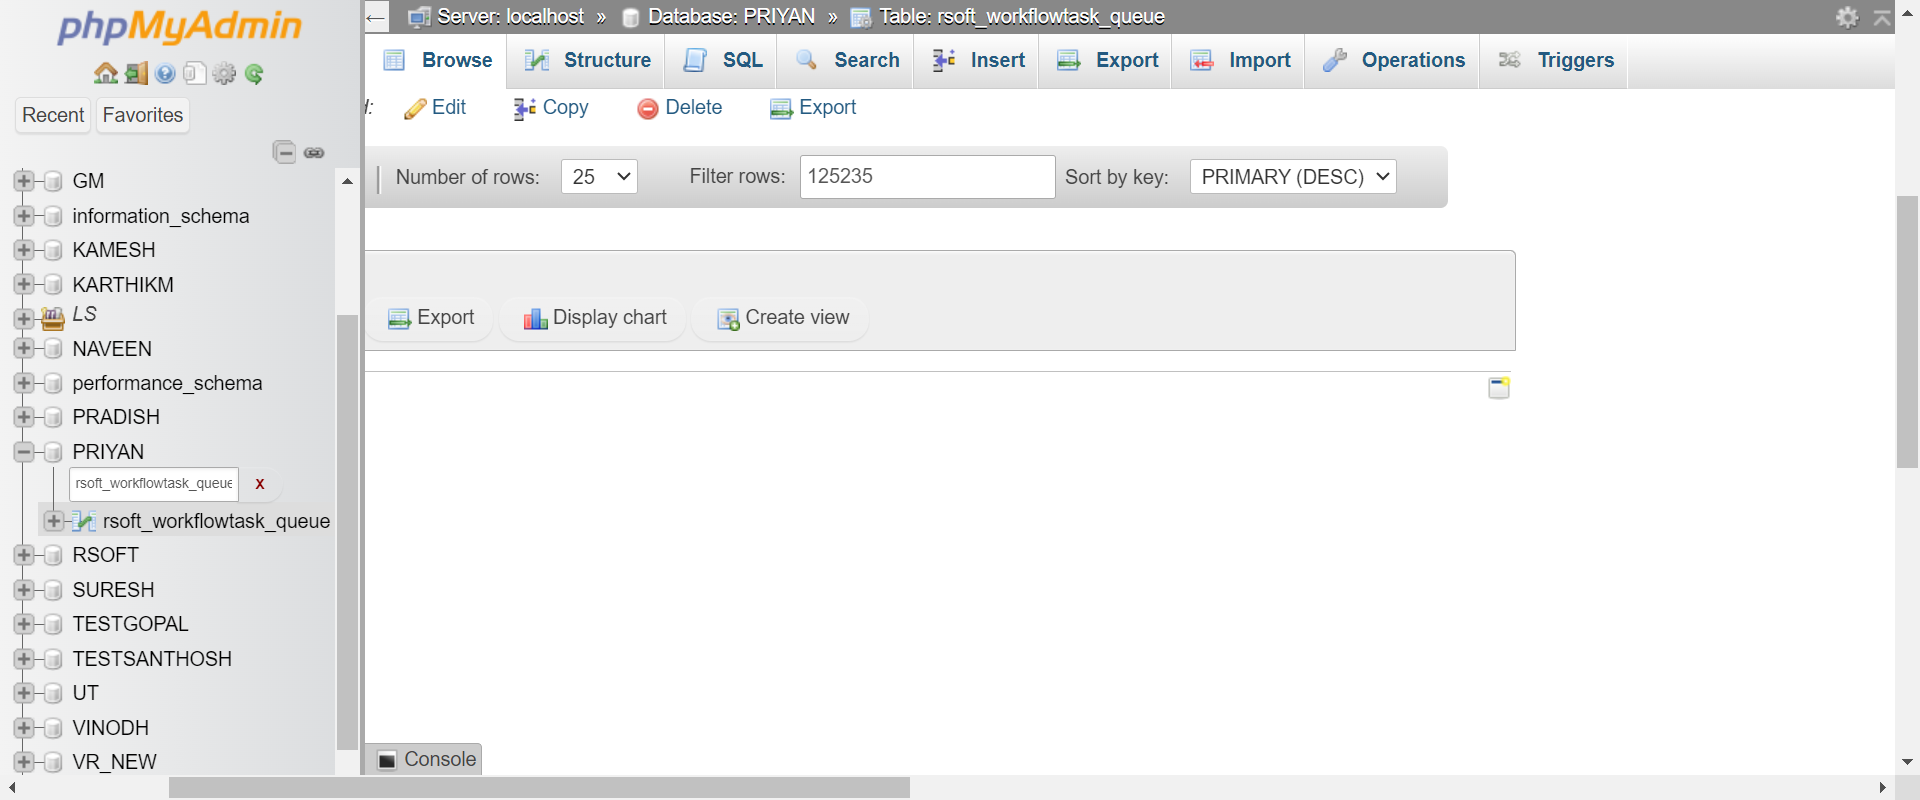 phpMyAdmin
Recent Favorites
GM
information_schema
KAMESH
KARTHIKM
LS
NAVEEN
performance_schema
PRADISH
PRIYAN
rsoft_workflowtask_queue x
rsoft_workflowtask_queue
RSOFT
SURESH
TESTGOPAL
TESTSANTHOSH
UT
VINODH
VR_NEW
Server: localhost » Database: PRIYAN » Table: rsoft_workflowtask_queue
Browse Structure SQL Search Insert Export Import Operations Triggers
Edit Copy Delete Export
Number of rows: 25 Filter rows: 125235 Sort by key: PRIMARY (DESC)
Export Display chart Create view
Console